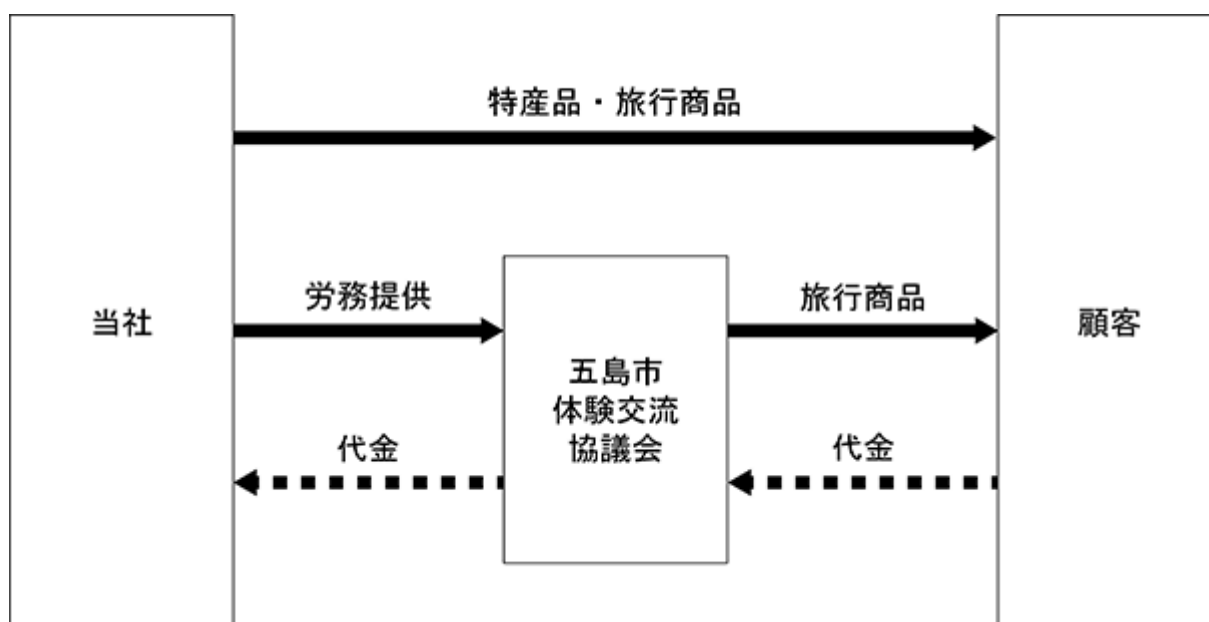 特産品・旅行商品
労務提供
旅行商品
当社
顧客
五島市
体験交流
協議会
代金
代金